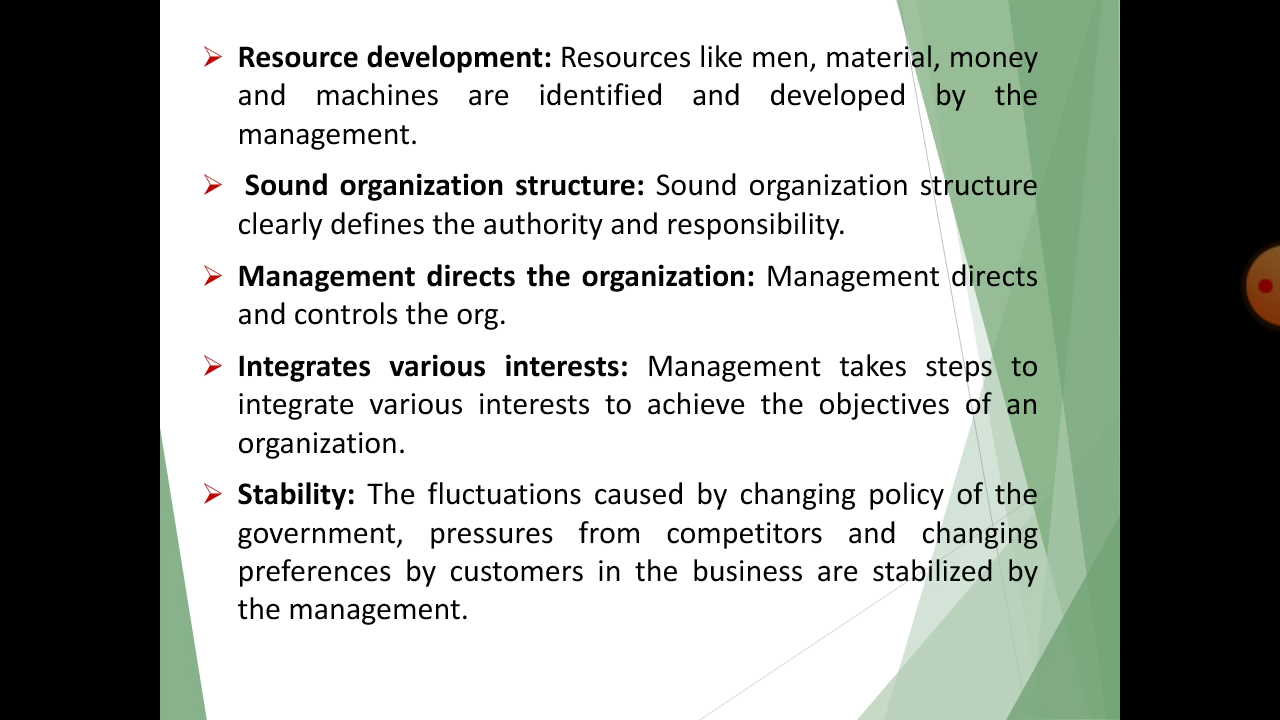 Resource development: Resources like men, material, money
and machines are identified and developed by the
management.
Sound organization structure: Sound organization structure
clearly defines the authority and responsibility.
Management directs the organization: Management directs
and controls the org.
Integrates various interests: Management takes steps to
integrate various interests to achieve the objectives of an
organization.
Stability: The fluctuations caused by changing policy of the
government, pressures from competitors and changing
preferences by customers in the business are stabilized by
the management.